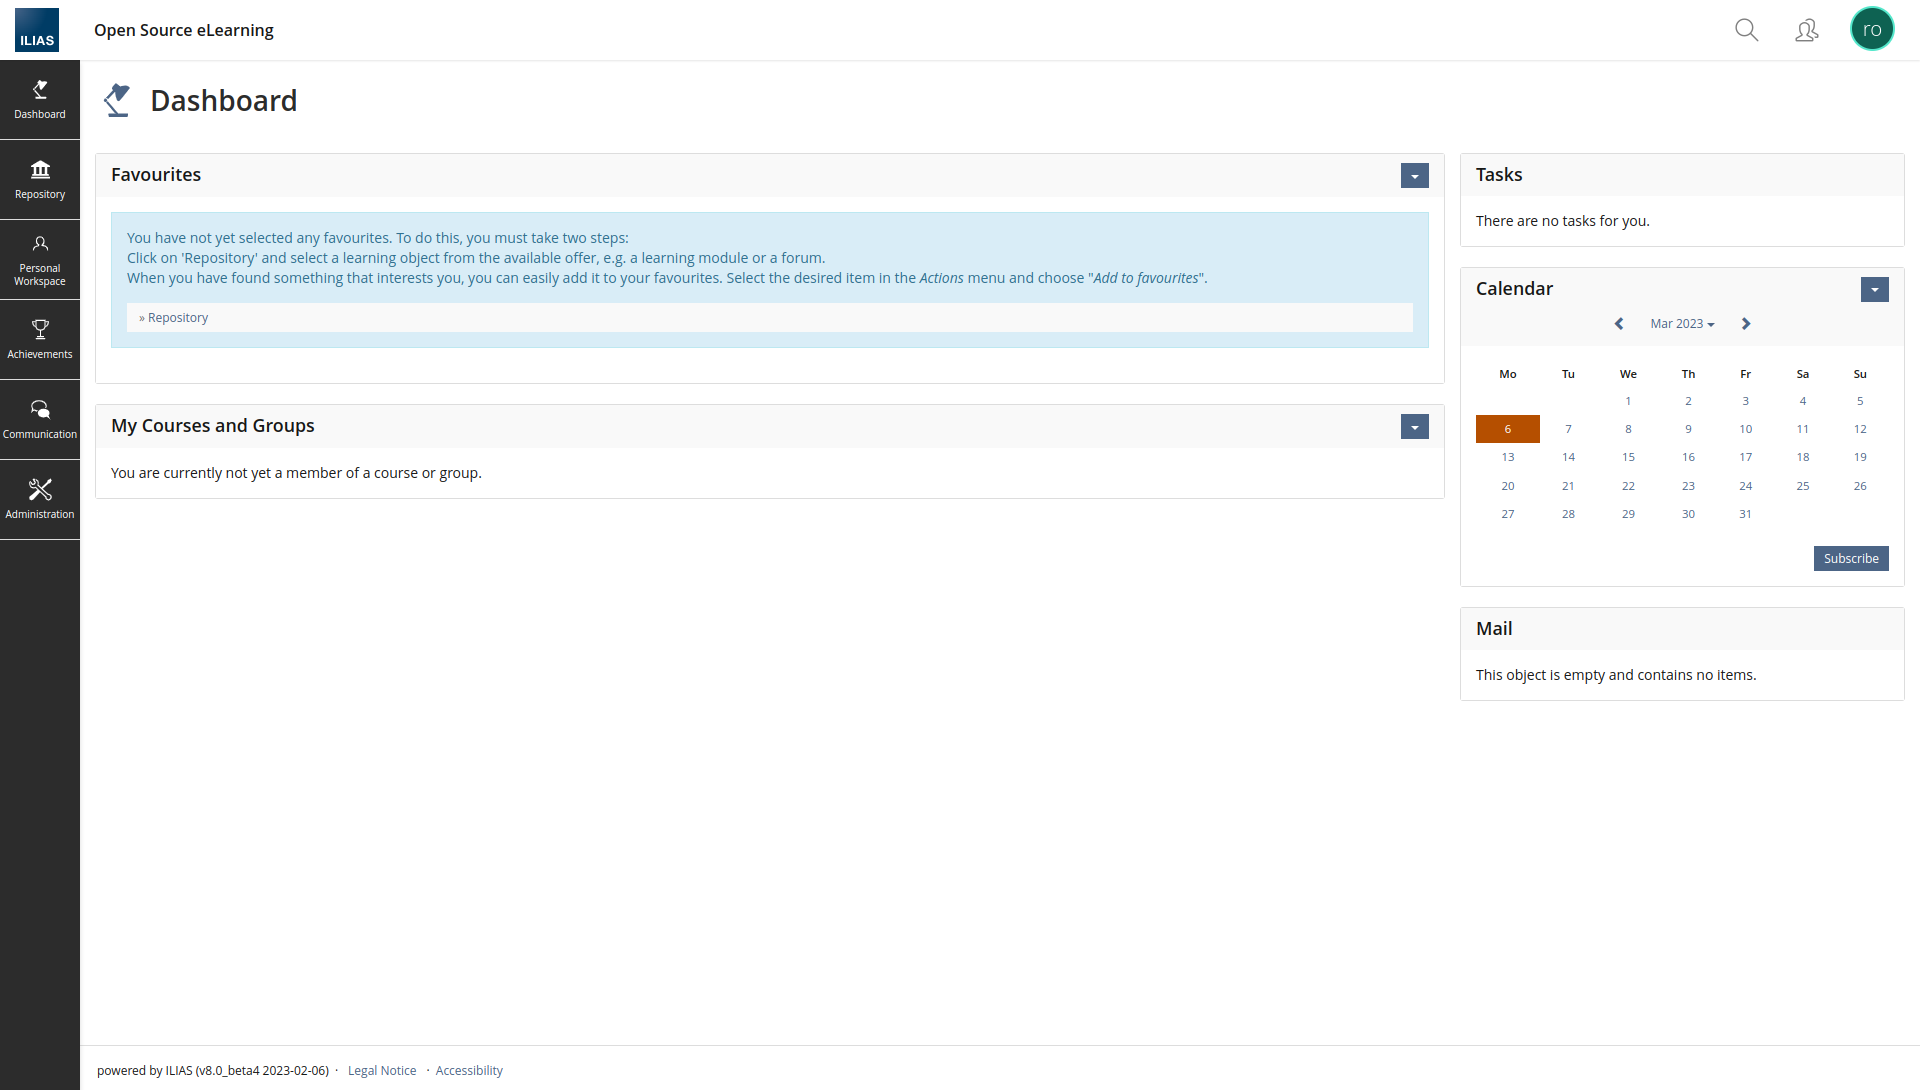 ILIAS
Open Source eLearning
ro
Dashboard
Repository
Personal
Workspace
Achievements
Communication
Administration
Dashboard
Favourites
You have not yet selected any favourites. To do this, you must take two steps:
Click on 'Repository' and select a learning object from the available offer, e.g. a learning module or a forum.
When you have found something that interests you, you can easily add it to your favourites. Select the desired item in the Actions menu and choose "Add to favourites".
» Repository
My Courses and Groups
You are currently not yet a member of a course or group.
Tasks
There are no tasks for you.
Calendar
Mar 2023
Mo Tu We Th Fr Sa Su
1 2 3 4 5
6 7 8 9 10 11 12
13 14 15 16 17 18 19
20 21 22 23 24 25 26
27 28 29 30 31
Subscribe
Mail
This object is empty and contains no items.
powered by ILIAS (v8.0_beta4 2023-02-06) · Legal Notice · Accessibility